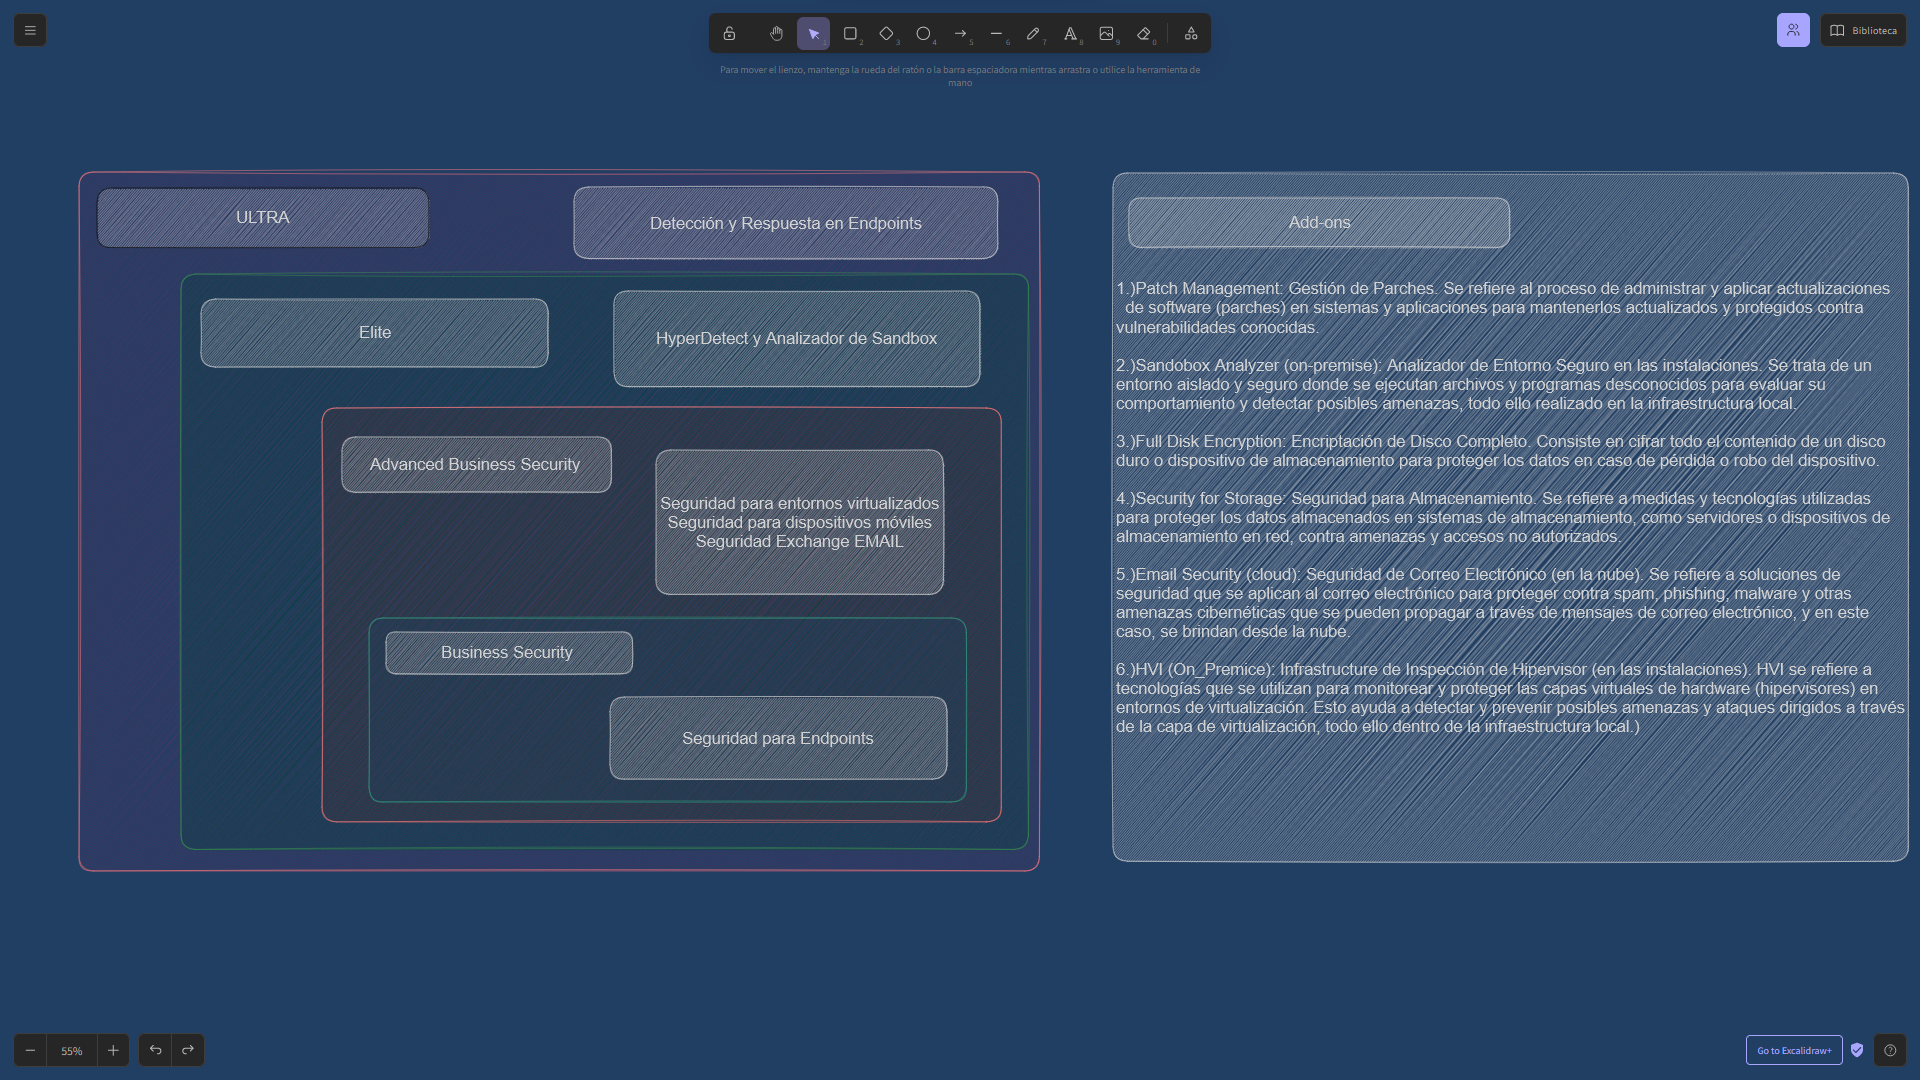 1
2
3
4
5
6
7
8
9
0
Biblioteca
Para mover el lienzo, mantenga la rueda del ratón o la barra espaciadora mientras arrastra o utilice la herramienta de
mano
ULTRA
Detección y Respuesta en Endpoints
Elite
HyperDetect y Analizador de Sandbox
Advanced Business Security
Seguridad para entornos virtualizados
Seguridad para dispositivos móviles
Seguridad Exchange EMAIL
Business Security
Seguridad para Endpoints
Add-ons
1.)Patch Management: Gestión de Parches. Se refiere al proceso de administrar y aplicar actualizaciones
de software (parches) en sistemas y aplicaciones para mantenerlos actualizados y protegidos contra
vulnerabilidades conocidas.
2.)Sandobox Analyzer (on-premise): Analizador de Entorno Seguro en las instalaciones. Se trata de un
entorno aislado y seguro donde se ejecutan archivos y programas desconocidos para evaluar su
comportamiento y detectar posibles amenazas, todo ello realizado en la infraestructura local.
3.)Full Disk Encryption: Encriptación de Disco Completo. Consiste en cifrar todo el contenido de un disco
duro o dispositivo de almacenamiento para proteger los datos en caso de pérdida o robo del dispositivo.
4.)Security for Storage: Seguridad para Almacenamiento. Se refiere a medidas y tecnologías utilizadas
para proteger los datos almacenados en sistemas de almacenamiento, como servidores o dispositivos de
almacenamiento en red, contra amenazas y accesos no autorizados.
5.)Email Security (cloud): Seguridad de Correo Electrónico (en la nube). Se refiere a soluciones de
seguridad que se aplican al correo electrónico para proteger contra spam, phishing, malware y otras
amenazas cibernéticas que se pueden propagar a través de mensajes de correo electrónico, y en este
caso, se brindan desde la nube.
6.)HVI (On_Premice): Infrastructure de Inspección de Hipervisor (en las instalaciones). HVI se refiere a
tecnologías que se utilizan para monitorear y proteger las capas virtuales de hardware (hipervisores) en
entornos de virtualización. Esto ayuda a detectar y prevenir posibles amenazas y ataques dirigidos a través
de la capa de virtualización, todo ello dentro de la infraestructura local.)
55%
Go to Excalidraw+